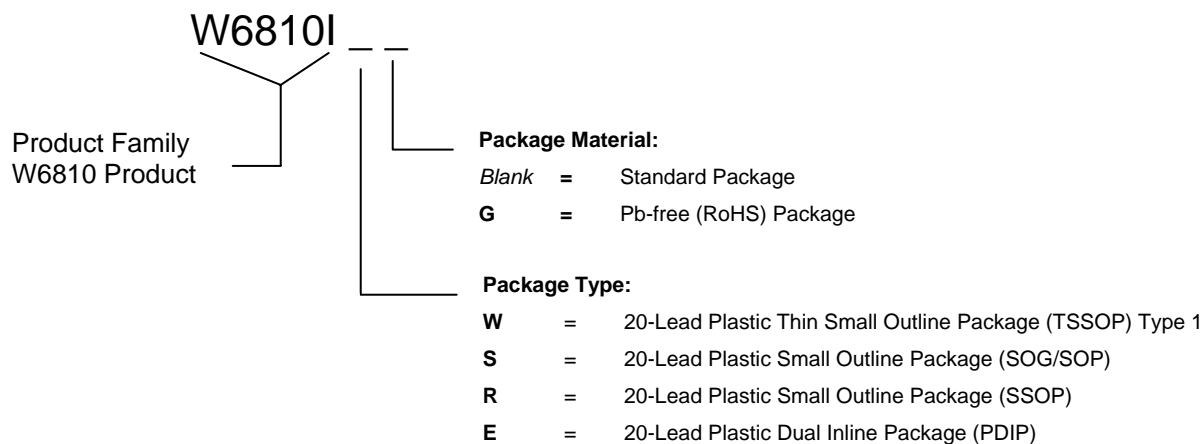 W6810I _ _
Product Family
W6810 Product
Package Material:
Blank = Standard Package
G = Pb-free (RoHS) Package
Package Type:
W = 20-Lead Plastic Thin Small Outline Package (TSSOP) Type 1
S = 20-Lead Plastic Small Outline Package (SOG/SOP)
R = 20-Lead Plastic Small Outline Package (SSOP)
E = 20-Lead Plastic Dual Inline Package (PDIP)